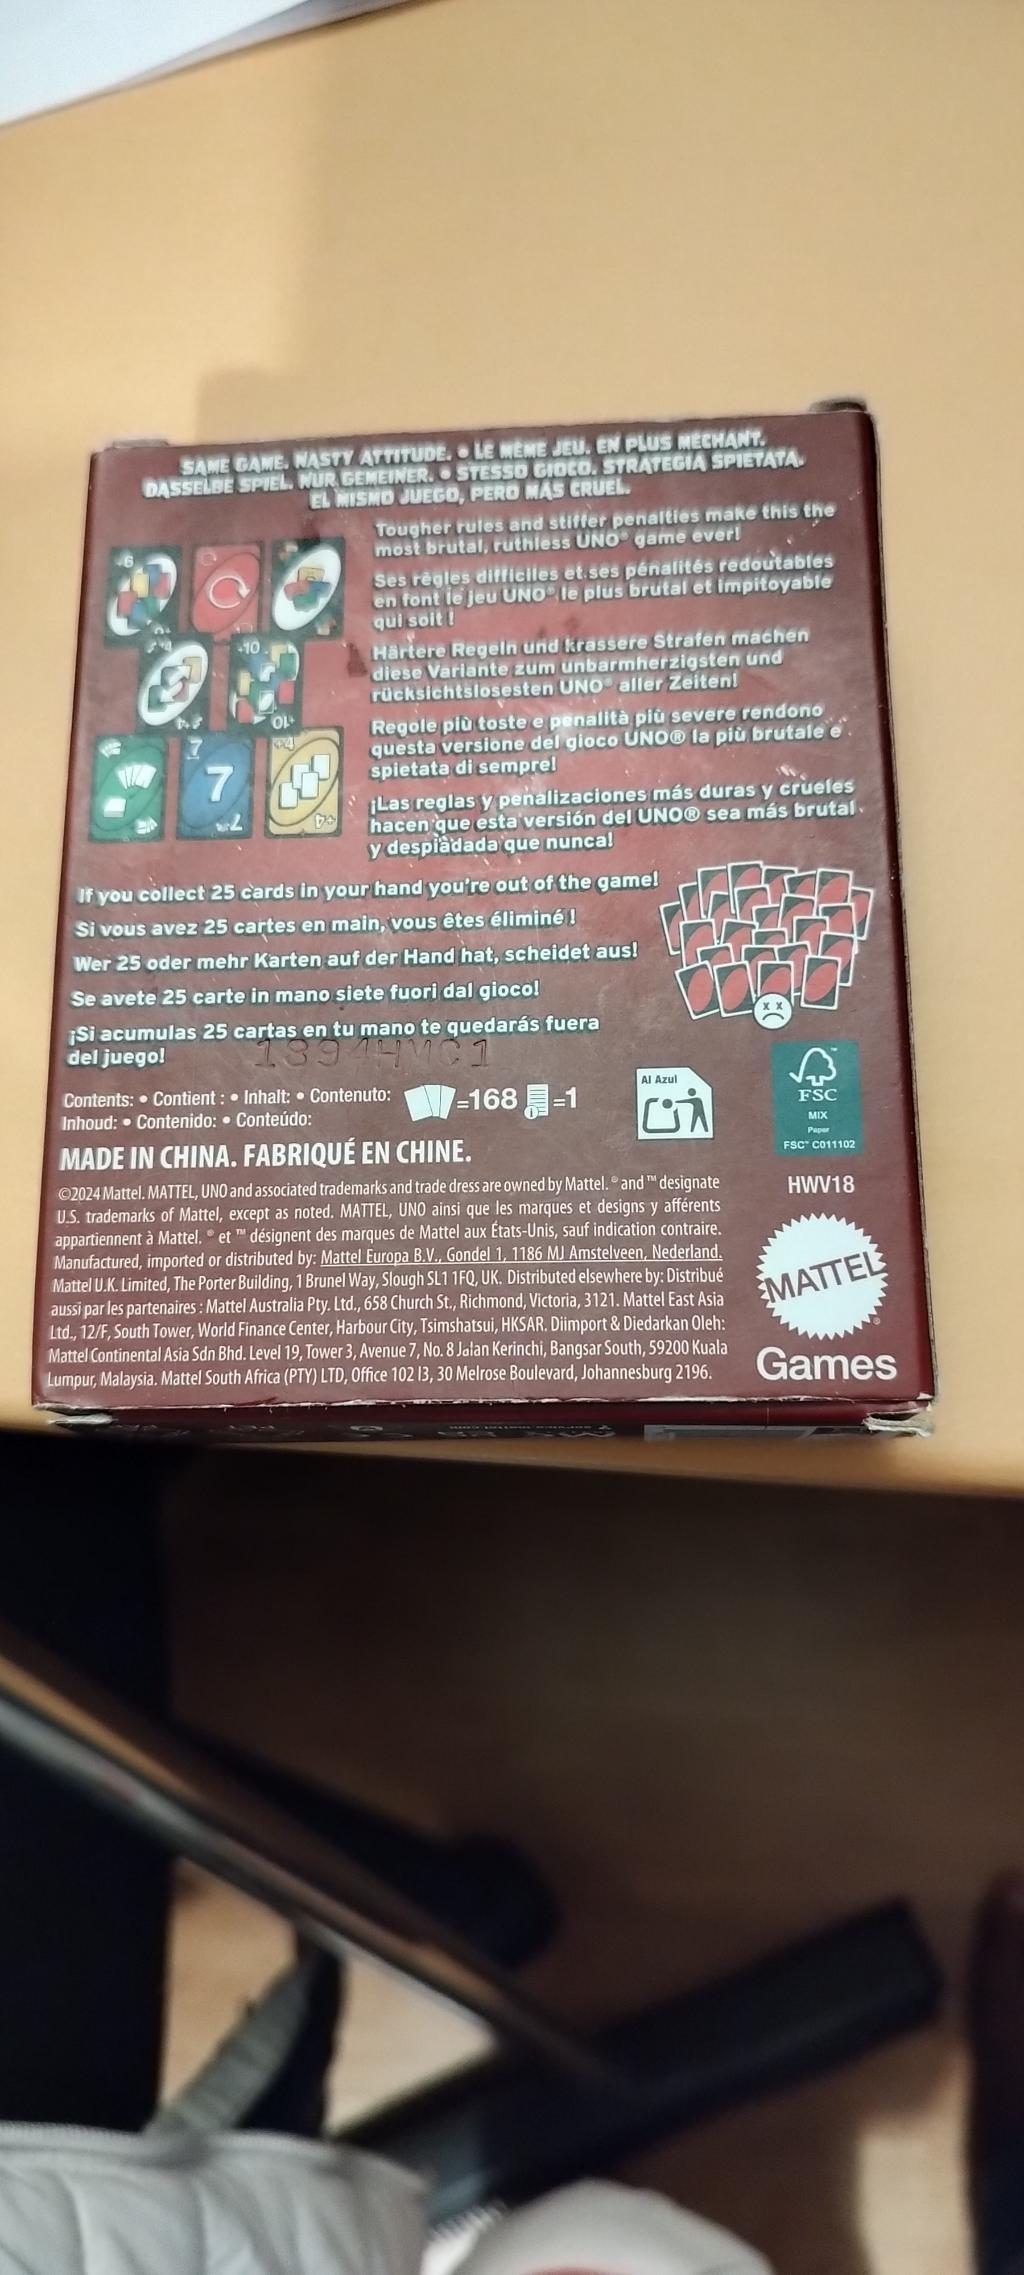 SAME GAME. NASTY ATTITUDE. • LE MÊME JEU. EN PLUS MÉCHANT.
DASSELBE SPIEL. NUR GEMEINER. • STESSO GIOCO. STRATEGIA SPIETATA.
EL MISMO JUEGO, PERO MÁS CRUEL.
Tougher rules and stiffer penalties make this the
most brutal, ruthless UNO® game ever!
Ses règles difficiles et ses pénalités redoutables
en font le jeu UNO® le plus brutal et impitoyable
qui soit !
Härtere Regeln und krassere Strafen machen
diese Variante zum unbarmherzigsten und
rücksichtslosesten UNO® aller Zeiten!
Regole più toste e penalità più severe rendono
questa versione del gioco UNO® la più brutale e
spietata di sempre!
¡Las reglas y penalizaciones más duras y crueles
hacen que esta versión del UNO® sea más brutal
y despiadada que nunca!
+6
+10
+10
7
7
7
+4
+4
If you collect 25 cards in your hand you're out of the game!
Si vous avez 25 cartes en main, vous êtes éliminé !
Wer 25 oder mehr Karten auf der Hand hat, scheidet aus!
Se avete 25 carte in mano siete fuori dal gioco!
¡Si acumulas 25 cartas en tu mano te quedarás fuera
del juego!
Contents: • Contient : • Inhalt: • Contenuto:
Inhoud: • Contenido: • Conteúdo:
=168 =1
Al Azul
FSC™
MIX
Paper
FSC™ C011102
MADE IN CHINA. FABRIQUÉ EN CHINE.
HWV18
©2024 Mattel. MATTEL, UNO and associated trademarks and trade dress are owned by Mattel. ® and ™ designate
U.S. trademarks of Mattel, except as noted. MATTEL, UNO ainsi que les marques et designs y afférents
appartiennent à Mattel. ® et ™ désignent des marques de Mattel aux États-Unis, sauf indication contraire.
Manufactured, imported or distributed by: Mattel Europa B.V., Gondel 1, 1186 MJ Amstelveen, Nederland.
Mattel U.K. Limited, The Porter Building, 1 Brunel Way, Slough SL1 1FQ, UK. Distributed elsewhere by: Distribué
aussi par les partenaires : Mattel Australia Pty. Ltd., 658 Church St., Richmond, Victoria, 3121. Mattel East Asia
Ltd., 12/F, South Tower, World Finance Center, Harbour City, Tsimshatsui, HKSAR. Diimport & Diedarkan Oleh:
Mattel Continental Asia Sdn Bhd. Level 19, Tower 3, Avenue 7, No. 8 Jalan Kerinchi, Bangsar South, 59200 Kuala
Lumpur, Malaysia. Mattel South Africa (PTY) LTD, Office 102 I3, 30 Melrose Boulevard, Johannesburg 2196.
MATTEL®
Games